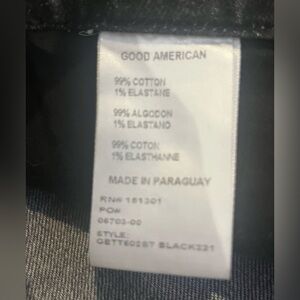 GOOD AMERICAN
99% COTTON
1% ELASTANE
99% ALGODON
1% ELASTANO
99% COTON
1% ELASTHANNE
MADE IN PARAGUAY
RN# 151301
PO#
06703-00
STYLE:
GBTT602ST BLACK231